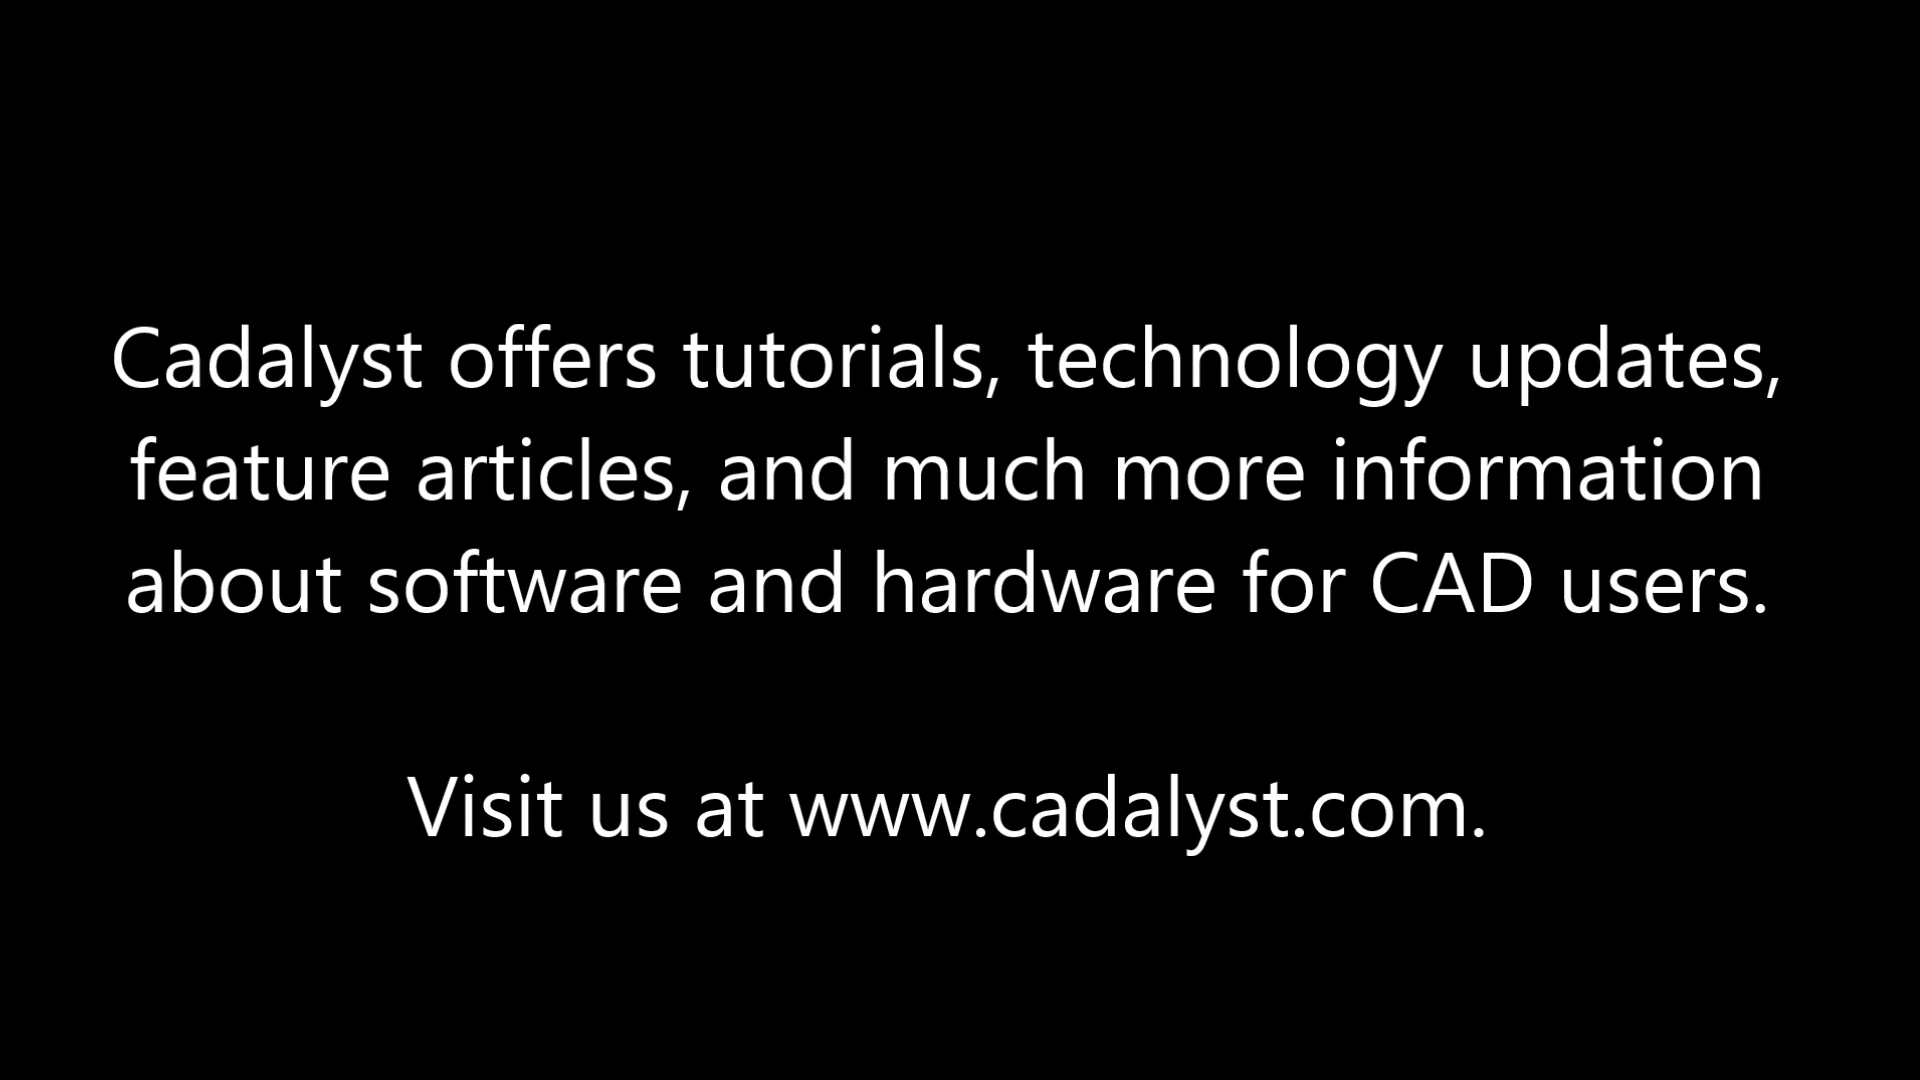 Cadalyst offers tutorials, technology updates,
feature articles, and much more information
about software and hardware for CAD users.
Visit us at www.cadalyst.com.